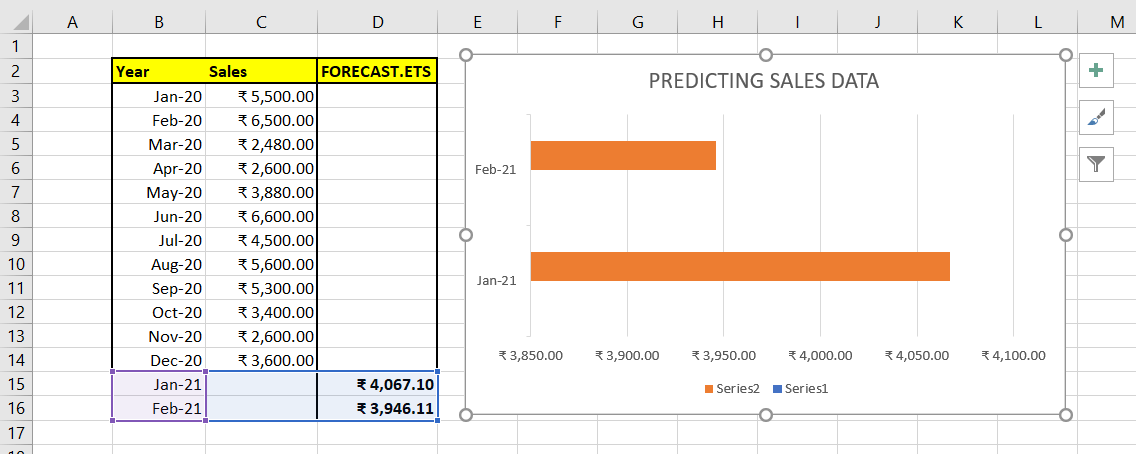 A B C D E F G H I J K L M
1
2 Year Sales FORECAST.ETS
3 Jan-20 ₹ 5,500.00
4 Feb-20 ₹ 6,500.00
5 Mar-20 ₹ 2,480.00
6 Apr-20 ₹ 2,600.00
7 May-20 ₹ 3,880.00
8 Jun-20 ₹ 6,600.00
9 Jul-20 ₹ 4,500.00
10 Aug-20 ₹ 5,600.00
11 Sep-20 ₹ 5,300.00
12 Oct-20 ₹ 3,400.00
13 Nov-20 ₹ 2,600.00
14 Dec-20 ₹ 3,600.00
15 Jan-21 ₹ 4,067.10
16 Feb-21 ₹ 3,946.11
17
PREDICTING SALES DATA
Feb-21
Jan-21
₹ 3,850.00 ₹ 3,900.00 ₹ 3,950.00 ₹ 4,000.00 ₹ 4,050.00 ₹ 4,100.00
Series2 Series1